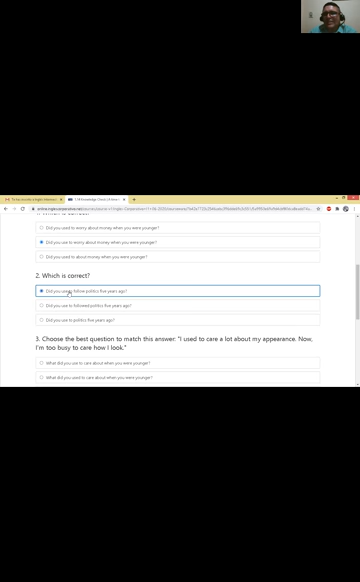 Did you used to worry about money when you were younger?
Did you use to worry about money when you were younger?
Did you used to about money when you were younger?
2. Which is correct?
Did you use to follow politics five years ago?
Did you use to followed politics five years ago?
Did you use to politics five years ago?
3. Choose the best question to match this answer: "I used to care a lot about my appearance. Now,
I'm too busy to care how I look."
What did you use to care about when you were younger?
What did you used to care about when you were younger?